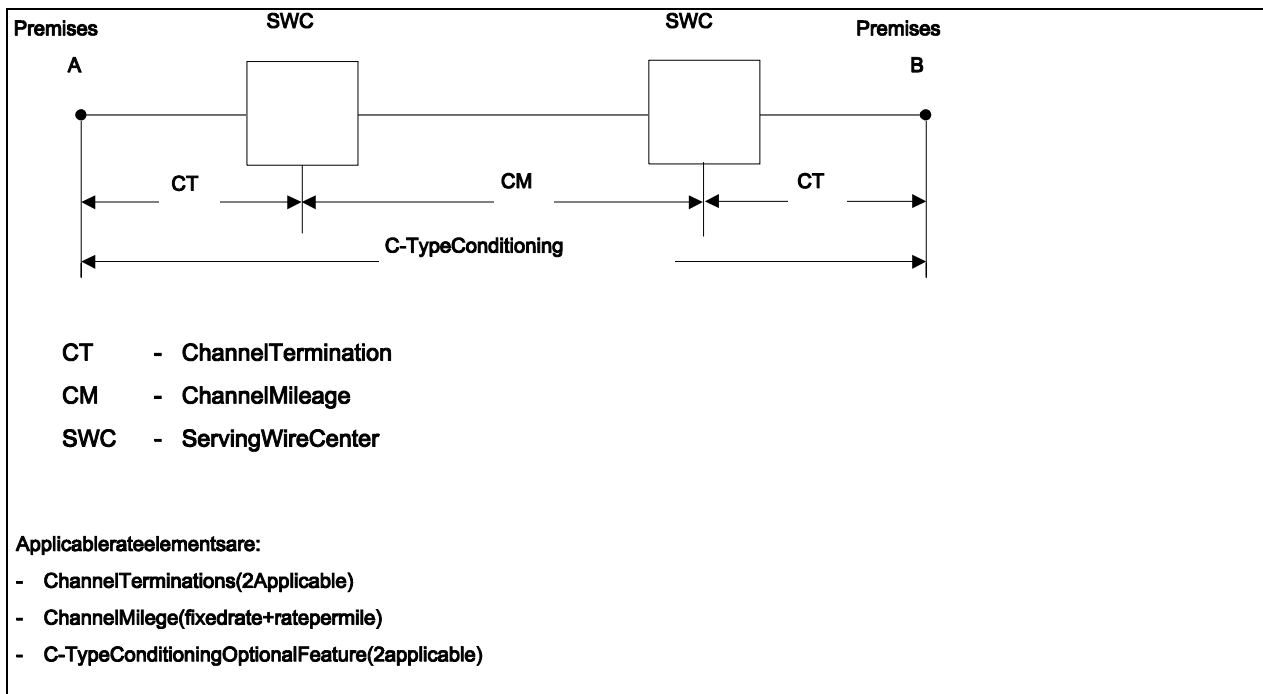 Premises SWC SWC Premises
A B
CT CM CT
C-TypeConditioning
CT - ChannelTermination
CM - ChannelMileage
SWC - ServingWireCenter
Applicablerateelementsare:
- ChannelTerminations(2Applicable)
- ChannelMilege(fixedrate+ratepermile)
- C-TypeConditioningOptionalFeature(2applicable)